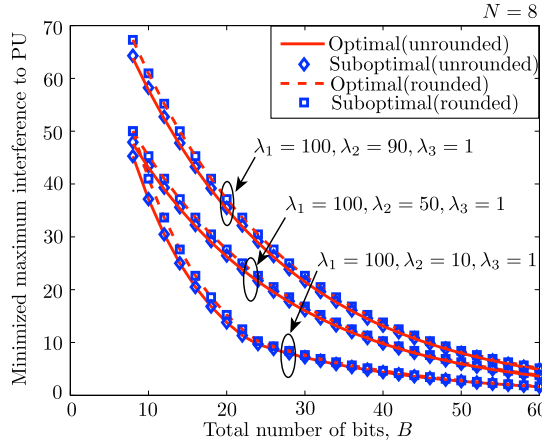 N = 8
Minimized maximum interference to PU
70
60
50
40
30
20
10
0
Optimal(unrounded)
Suboptimal(unrounded)
Optimal(rounded)
Suboptimal(rounded)
λ₁ = 100, λ₂ = 90, λ₃ = 1
λ₁ = 100, λ₂ = 50, λ₃ = 1
λ₁ = 100, λ₂ = 10, λ₃ = 1
0 10 20 30 40 50 60
Total number of bits, B